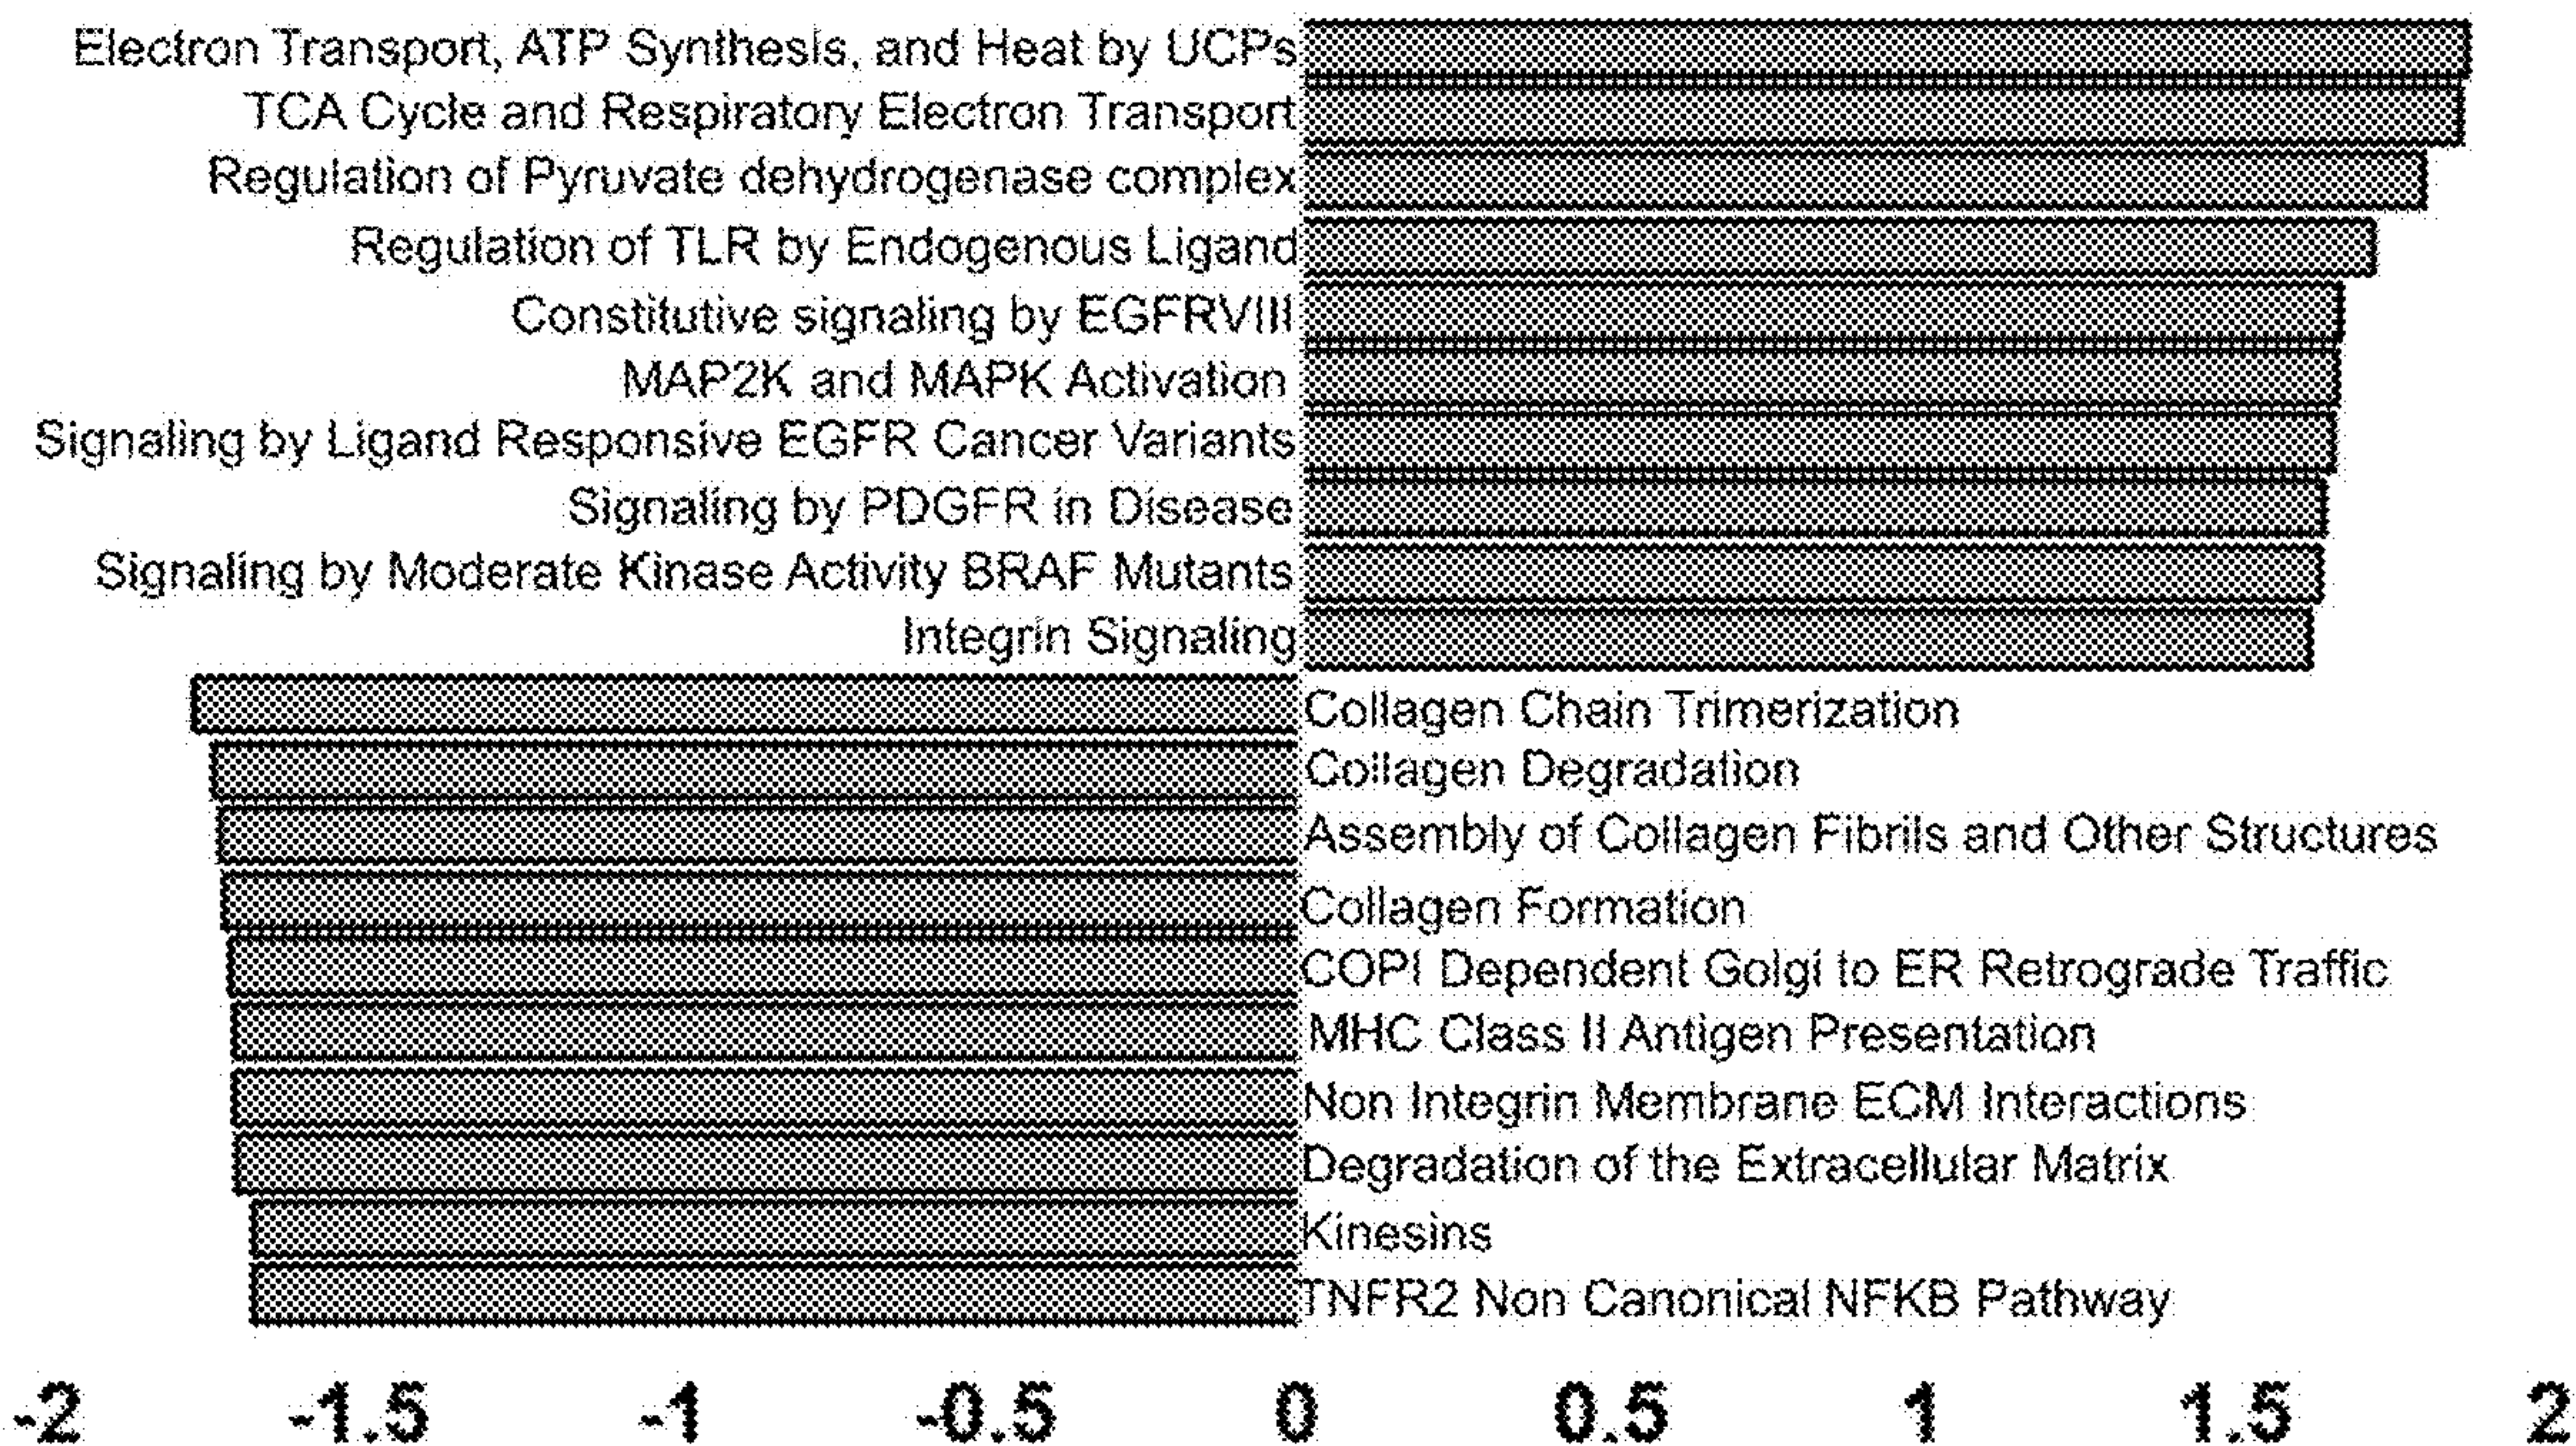 Electron Transport, ATP Synthesis, and Heat by UCPs
TCA Cycle and Respiratory Electron Transport
Regulation of Pyruvate dehydrogenase complex
Regulation of TLR by Endogenous Ligand
Constitutive signaling by EGFRVIII
MAP2K and MAPK Activation
Signaling by Ligand Responsive EGFR Cancer Variants
Signaling by PDGFR in Disease
Signaling by Moderate Kinase Activity BRAF Mutants
Integrin Signaling
Collagen Chain Trimerization
Collagen Degradation
Assembly of Collagen Fibrils and Other Structures
Collagen Formation
COPI Dependent Golgi to ER Retrograde Traffic
MHC Class II Antigen Presentation
Non Integrin Membrane ECM Interactions
Degradation of the Extracellular Matrix
Kinesins
TNFR2 Non Canonical NFKB Pathway
-2 -1.5 -1 -0.5 0 0.5 1 1.5 2